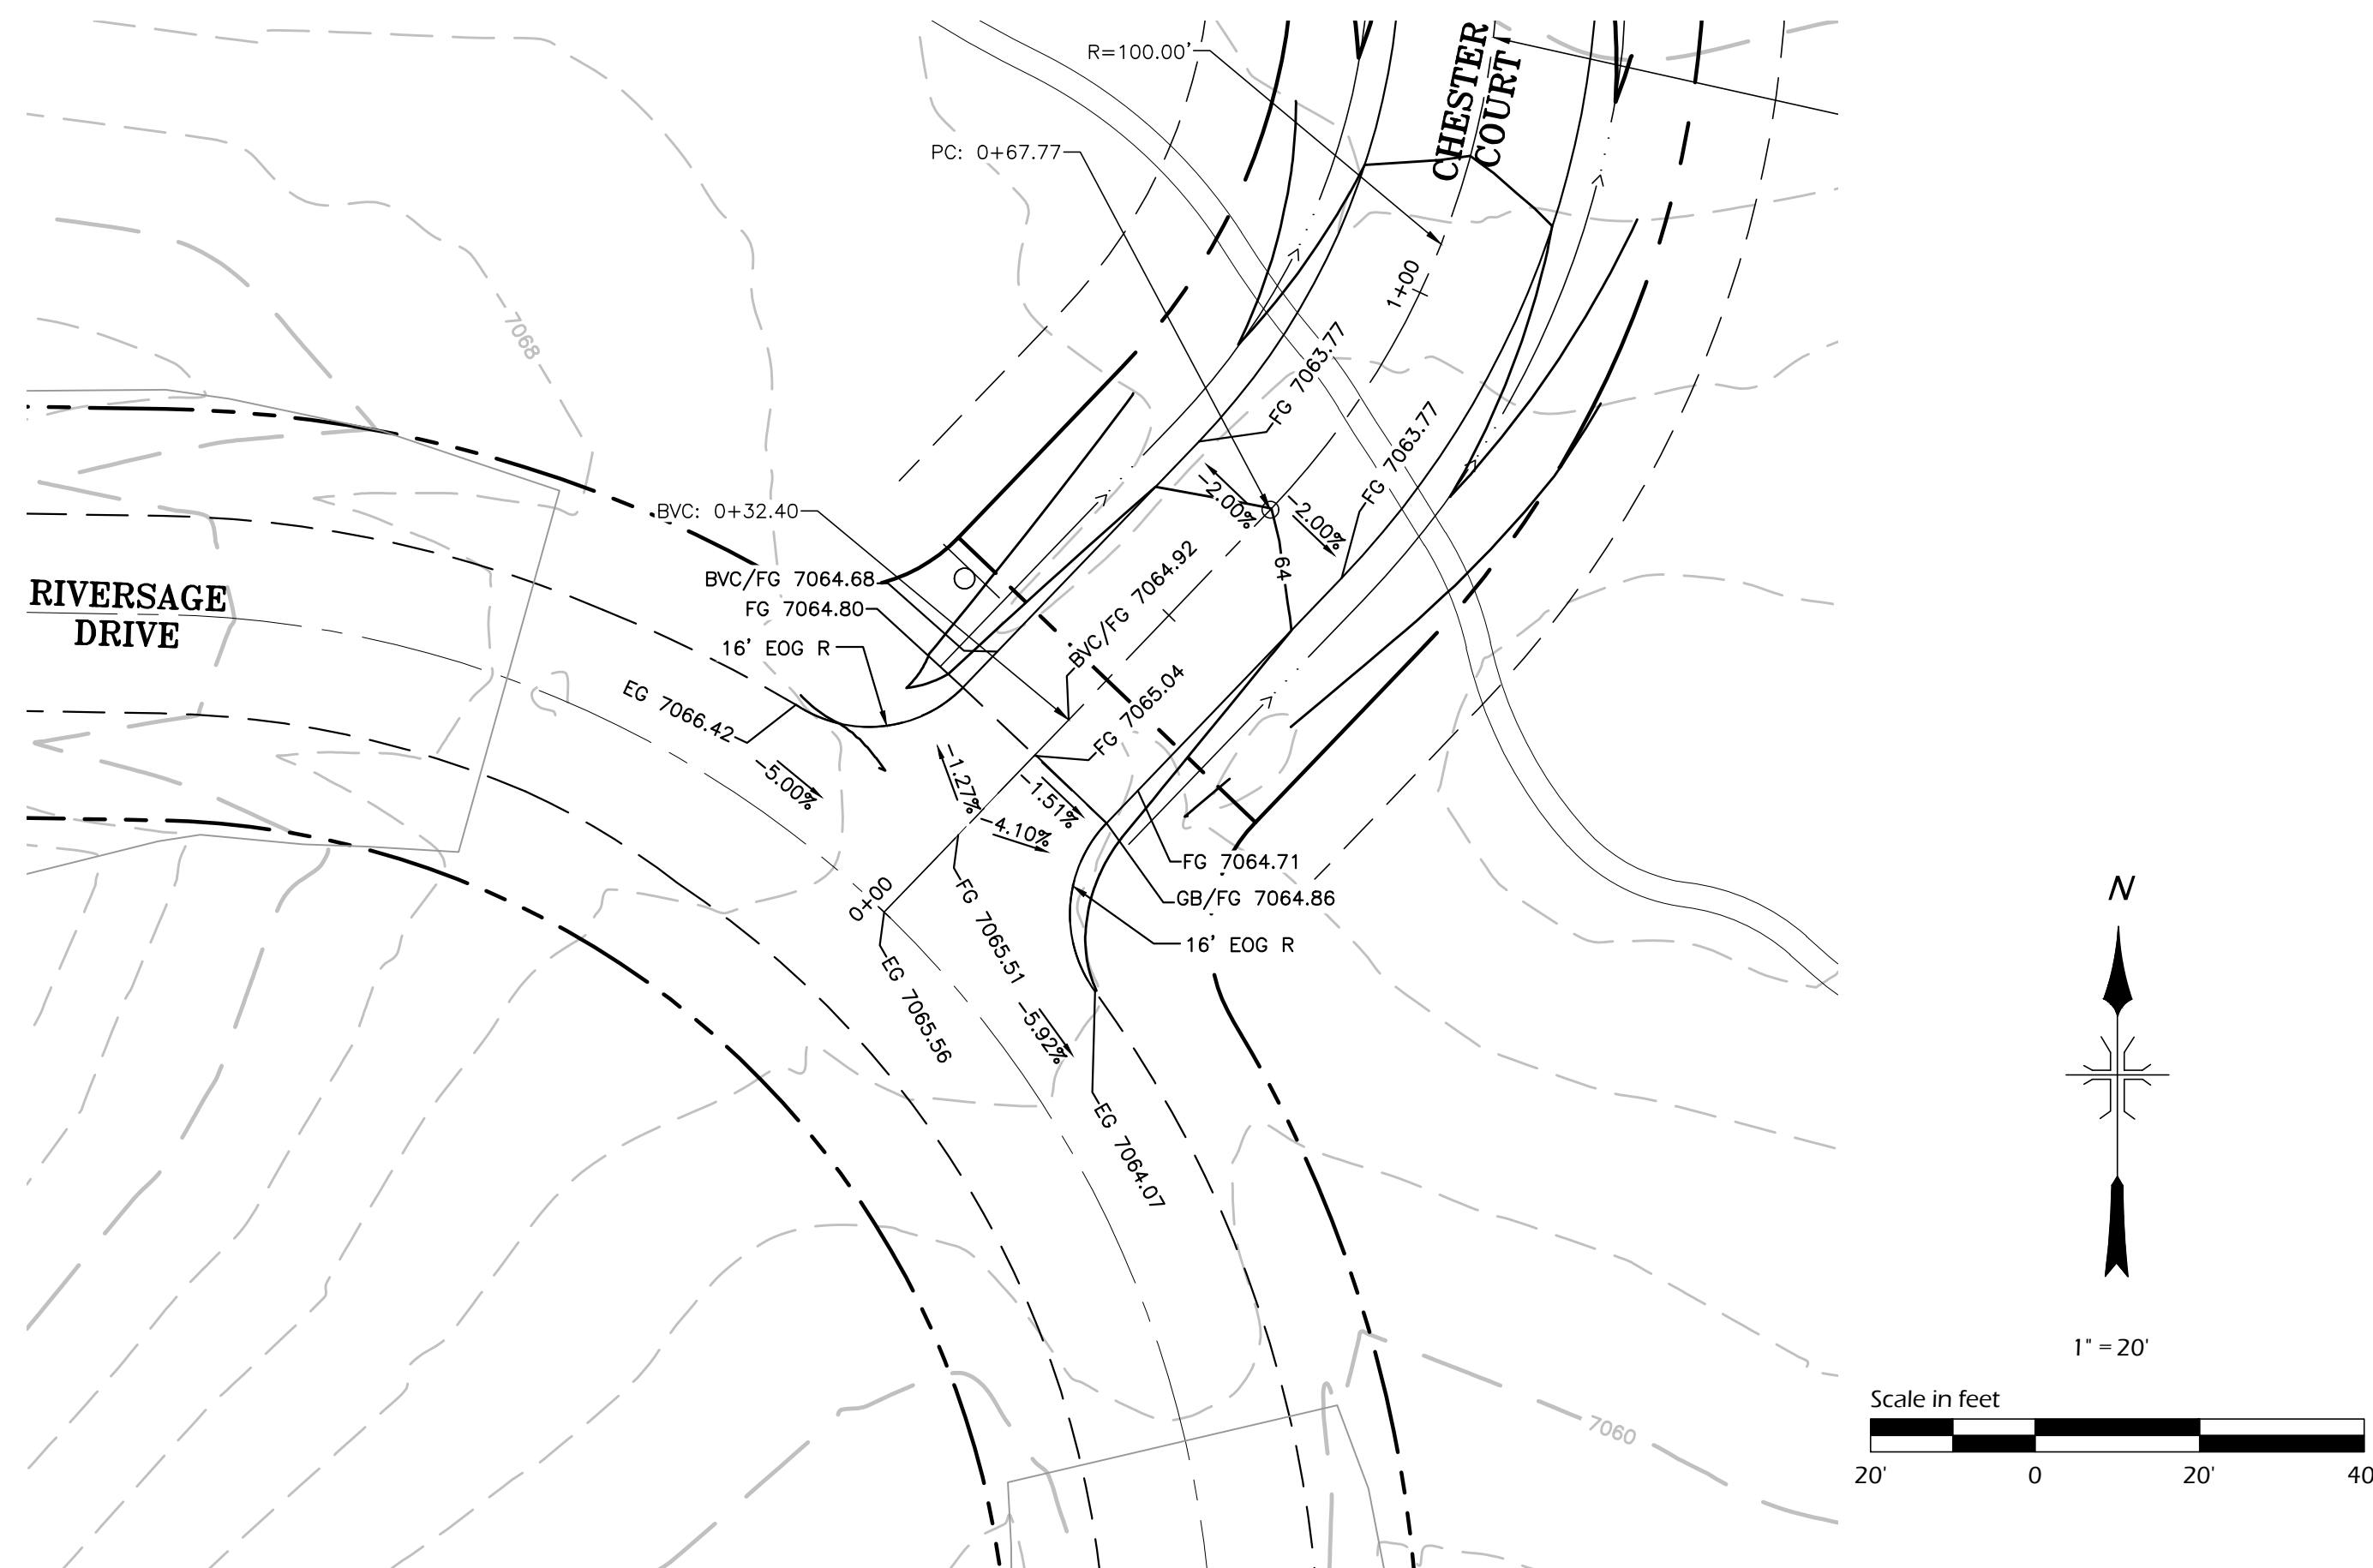 R=100.00'
CHESTER
COURT
PC: 0+67.77
1+00
7068
FG 7063.77
FG 7063.77
-2.00%
-2.00%
BVC: 0+32.40
BVC/FG 7064.92
64
BVC/FG 7064.68
RIVERSAGE
DRIVE
FG 7064.80
16' EOG R
FG 7065.04
EG 7066.42
-5.00%
-1.27%
-1.51%
-4.10%
FG 7064.71
0+00
GB/FG 7064.86
FG 7065.51
16' EOG R
EG 7065.56
-5.92%
EG 7064.07
7060
N
1" = 20'
Scale in feet
20' 0 20' 40